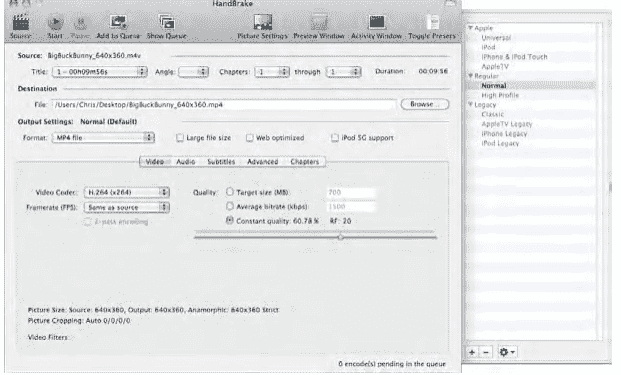 HandBrake
Source Start Pause Add to Queue Show Queue Picture Settings Preview Window Activity Window Toggle Presets
Source: BigBuckBunny_640x360.m4v
Title: 1 - 00h09m56s Angle: Chapters: 1 through 1 Duration: 00:09:56
Destination
File: /Users/Chris/Desktop/BigBuckBunny_640x360.mp4 Browse...
Output Settings: Normal (Default)
Format: MP4 file Large file size Web optimized iPod 5G support
Video Audio Subtitles Advanced Chapters
Video Codec: H.264 (x264) Quality: Target size (MB): 700
Framerate (FPS): Same as source Average bitrate (kbps): 1500
2-pass encoding Constant quality: 60.78 % RF: 20
Picture Size: Source: 640x360, Output: 640x360, Anamorphic: 640x360 Strict
Picture Cropping: Auto 0/0/0/0
Video Filters:
0 encode(s) pending in the queue
Apple
Universal
iPod
iPhone & iPod Touch
AppleTV
Regular
Normal
High Profile
Legacy
Classic
AppleTV Legacy
iPhone Legacy
iPod Legacy